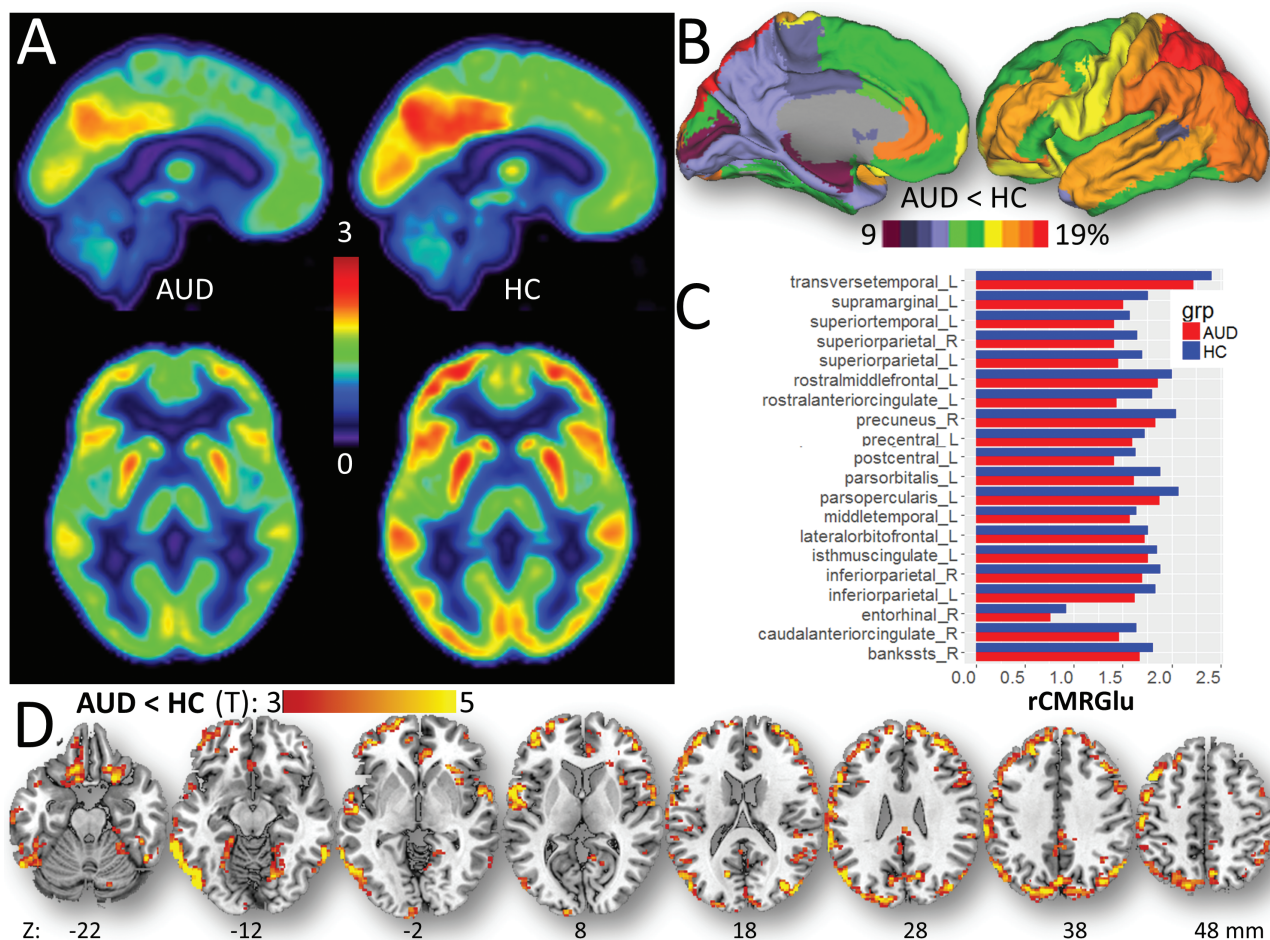 A
AUD
HC
3
0
B
AUD < HC
9
19%
C
transversetemporal_L
supramarginal_L
superiortemporal_L
superiorparietal_R
superiorparietal_L
rostralmiddlefrontal_L
rostralanteriorcingulate_L
precuneus_R
precentral_L
postcentral_L
parsorbitalis_L
parsopercularis_L
middletemporal_L
lateralorbitofrontal_L
isthmuscingulate_L
inferiorparietal_R
inferiorparietal_L
entorhinal_R
caudalanteriorcingulate_R
bankssts_R
grp
AUD
HC
0.0 0.5 1.0 1.5 2.0 2.5
rCMRGlu
D
AUD < HC (T): 3 5
Z: -22 -12 -2 8 18 28 38 48 mm